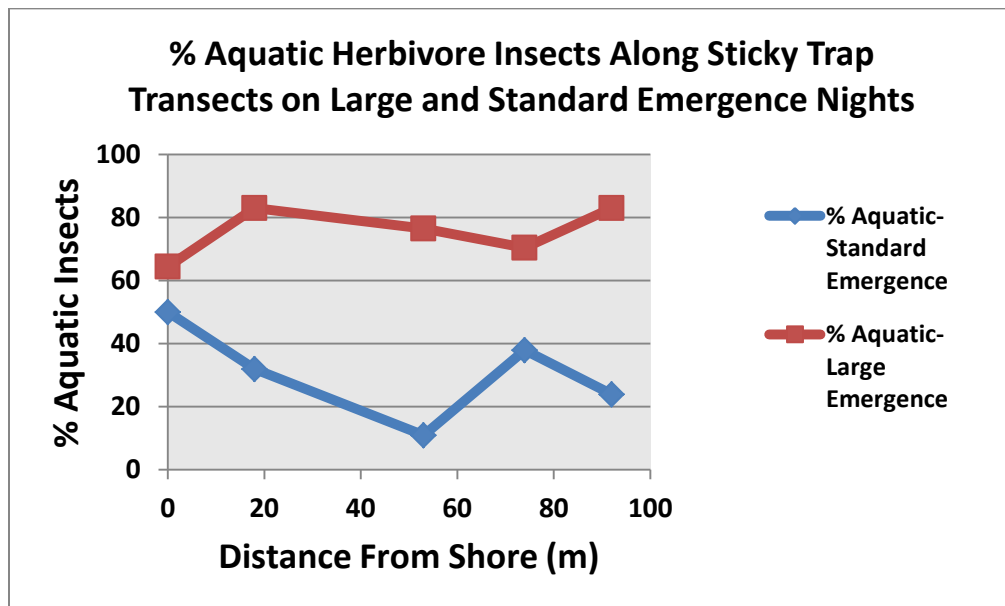 % Aquatic Herbivore Insects Along Sticky Trap
Transects on Large and Standard Emergence Nights
% Aquatic Insects
100
80
60
40
20
0
0 20 40 60 80 100
Distance From Shore (m)
% Aquatic-
Standard
Emergence
% Aquatic-
Large
Emergence